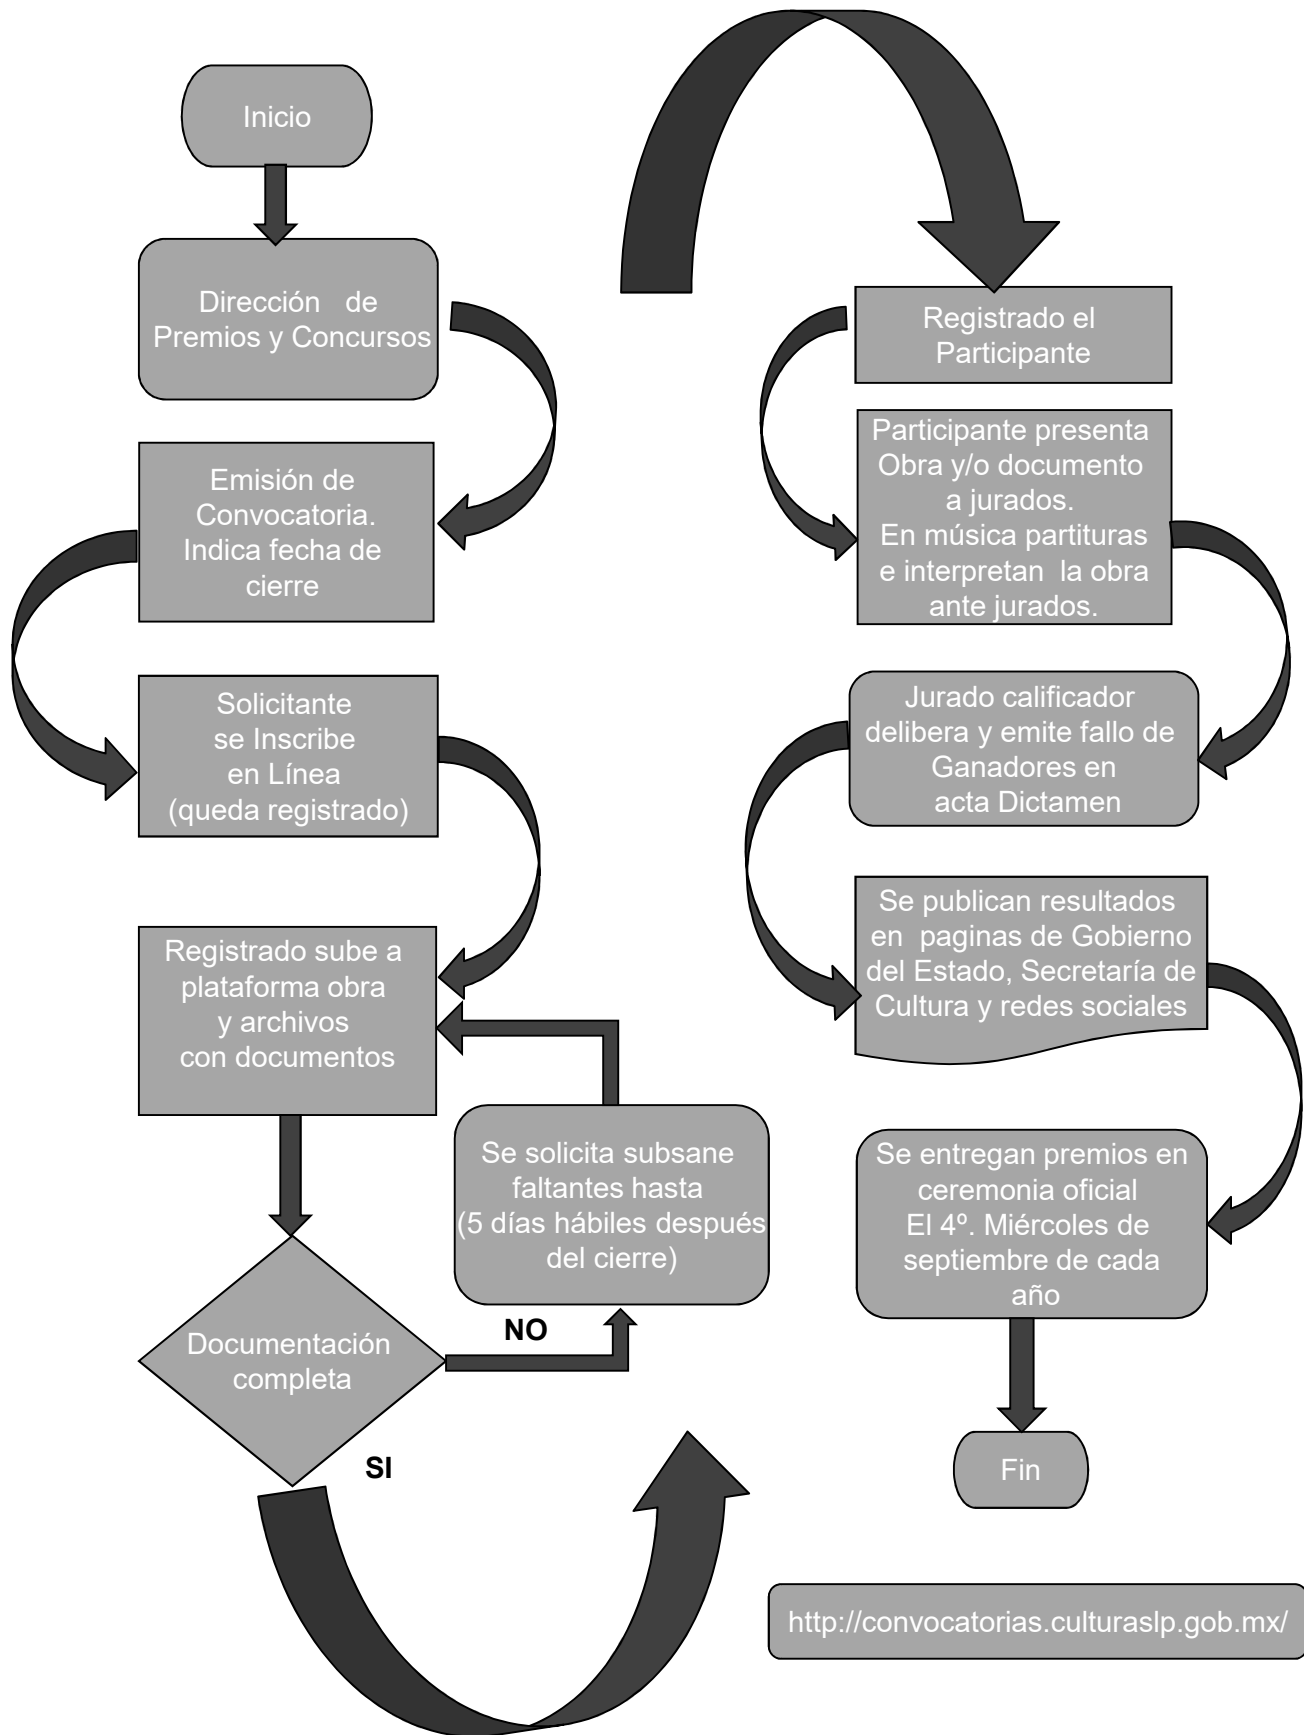 Inicio
Dirección de
Premios y Concursos
Emisión de
Convocatoria.
Indica fecha de
cierre
Solicitante
se Inscribe
en Línea
(queda registrado)
Registrado sube a
plataforma obra
y archivos
con documentos
Se solicita subsane
faltantes hasta
(5 días hábiles después
del cierre)
Documentación
completa
NO
SI
Registrado el
Participante
Participante presenta
Obra y/o documento
a jurados.
En música partituras
e interpretan la obra
ante jurados.
Jurado calificador
delibera y emite fallo de
Ganadores en
acta Dictamen
Se publican resultados
en paginas de Gobierno
del Estado, Secretaría de
Cultura y redes sociales
Se entregan premios en
ceremonia oficial
El 4º. Miércoles de
septiembre de cada
año
Fin
http://convocatorias.culturaslp.gob.mx/